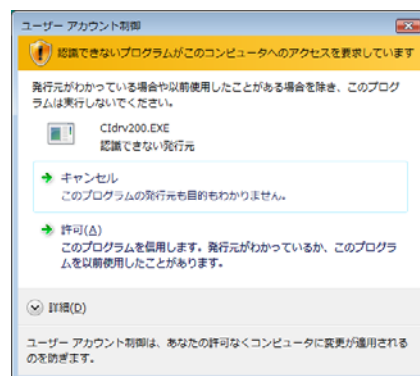 ユーザー アカウント制御
認識できないプログラムがこのコンピュータへのアクセスを要求しています
発行元がわかっている場合や以前使用したことがある場合を除き、このプログ
ラムは実行しないでください。
CIdrv200.EXE
認識できない発行元
キャンセル
このプログラムの発行元も目的もわかりません。
許可(A)
このプログラムを信用します。発行元がわかっているか、このプログラ
ムを以前使用したことがあります。
詳細(D)
ユーザー アカウント制御は、あなたの許可なくコンピュータに変更が適用される
のを防ぎます。